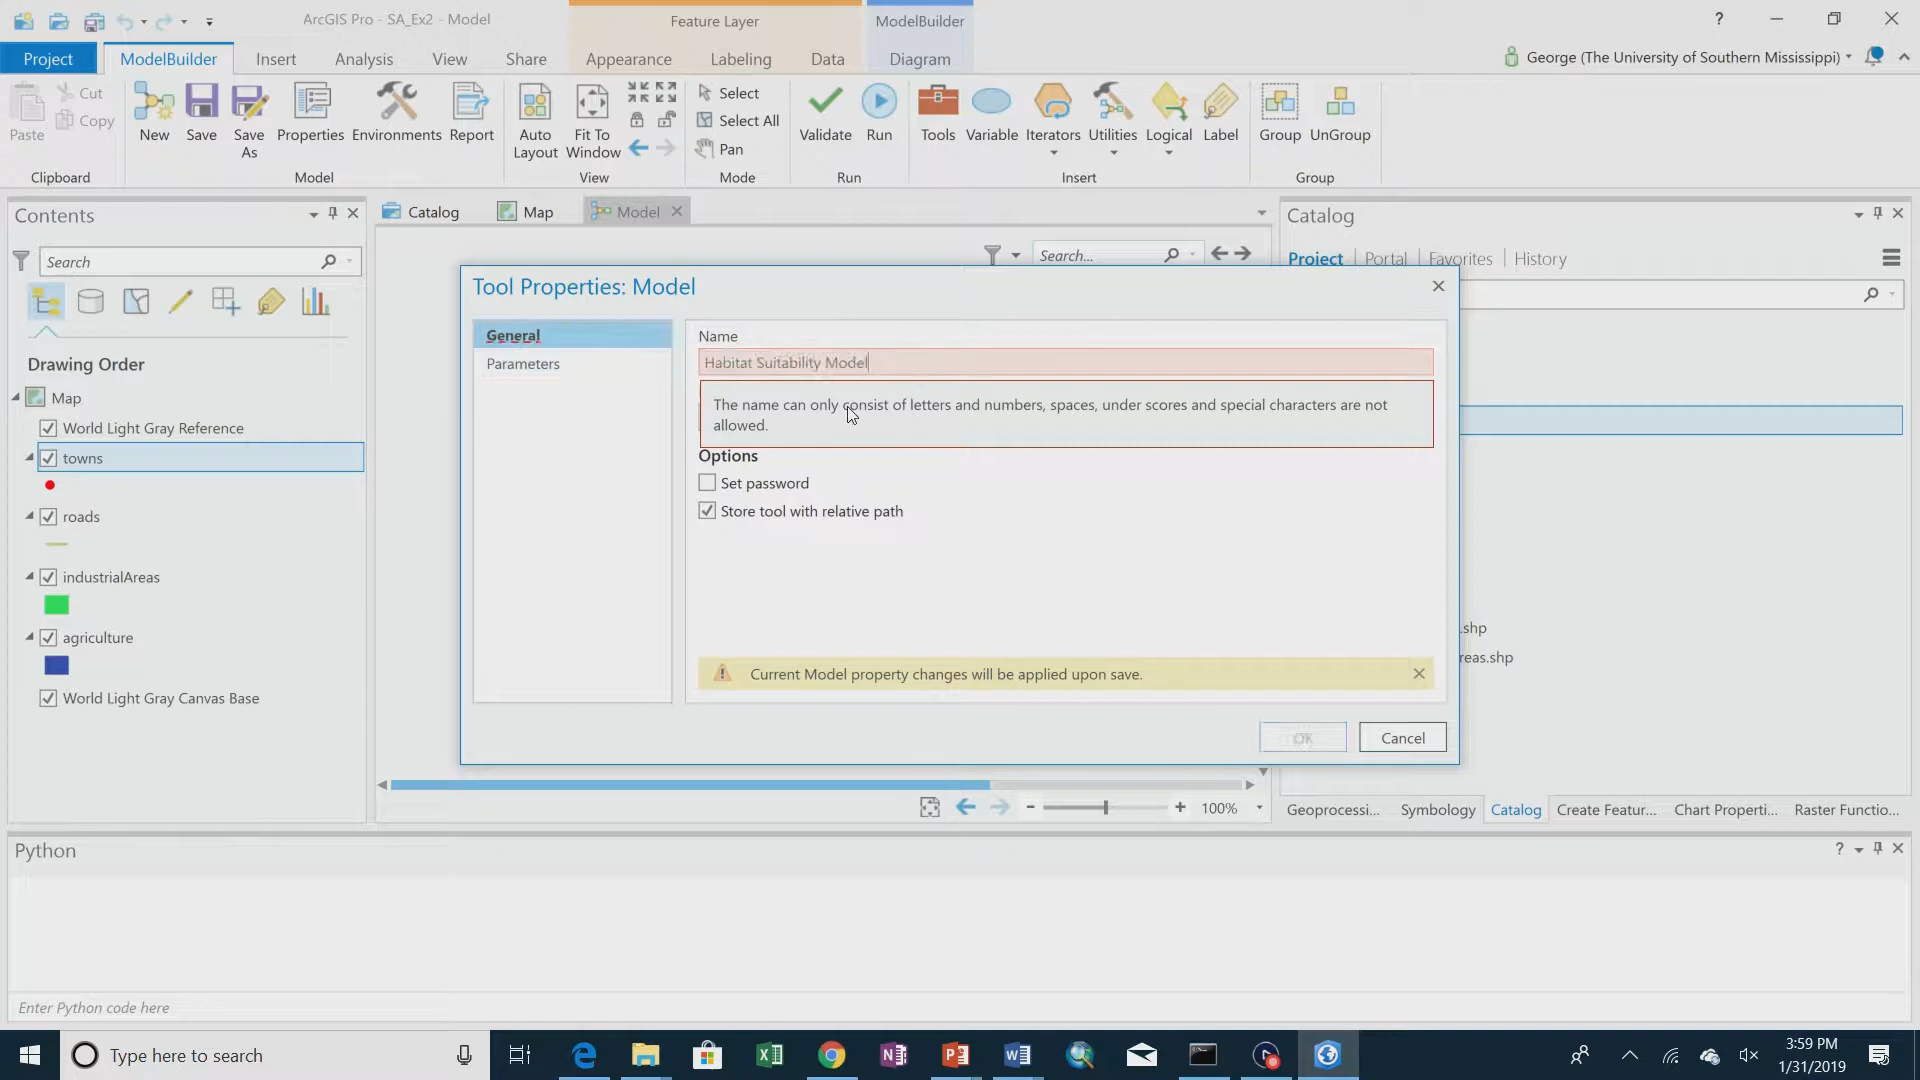 ArcGIS Pro - SA_Ex2 - Model
Feature Layer
ModelBuilder
?
Project
ModelBuilder
Insert
Analysis
View
Share
Appearance
Labeling
Data
Diagram
George (The University of Southern Mississippi)
Paste
Cut
Copy
New
Save
Save As
Properties
Environments
Report
Auto Layout
Fit To Window
Select
Select All
Pan
Validate
Run
Tools
Variable
Iterators
Utilities
Logical
Label
Group
UnGroup
Clipboard
Model
View
Mode
Run
Insert
Group
Contents
Search
Drawing Order
Map
World Light Gray Reference
towns
roads
industrialAreas
agriculture
World Light Gray Canvas Base
Catalog
Map
Model
Search...
Tool Properties: Model
General
Parameters
Name
Habitat Suitability Model
The name can only consist of letters and numbers, spaces, under scores and special characters are not
allowed.
Options
Set password
Store tool with relative path
Current Model property changes will be applied upon save.
OK
Cancel
100%
Catalog
Project
Portal
Favorites
History
.shp
reas.shp
Geoprocessi...
Symbology
Catalog
Create Featur...
Chart Properti...
Raster Functio...
Python
?
Enter Python code here
Type here to search
3:59 PM
1/31/2019